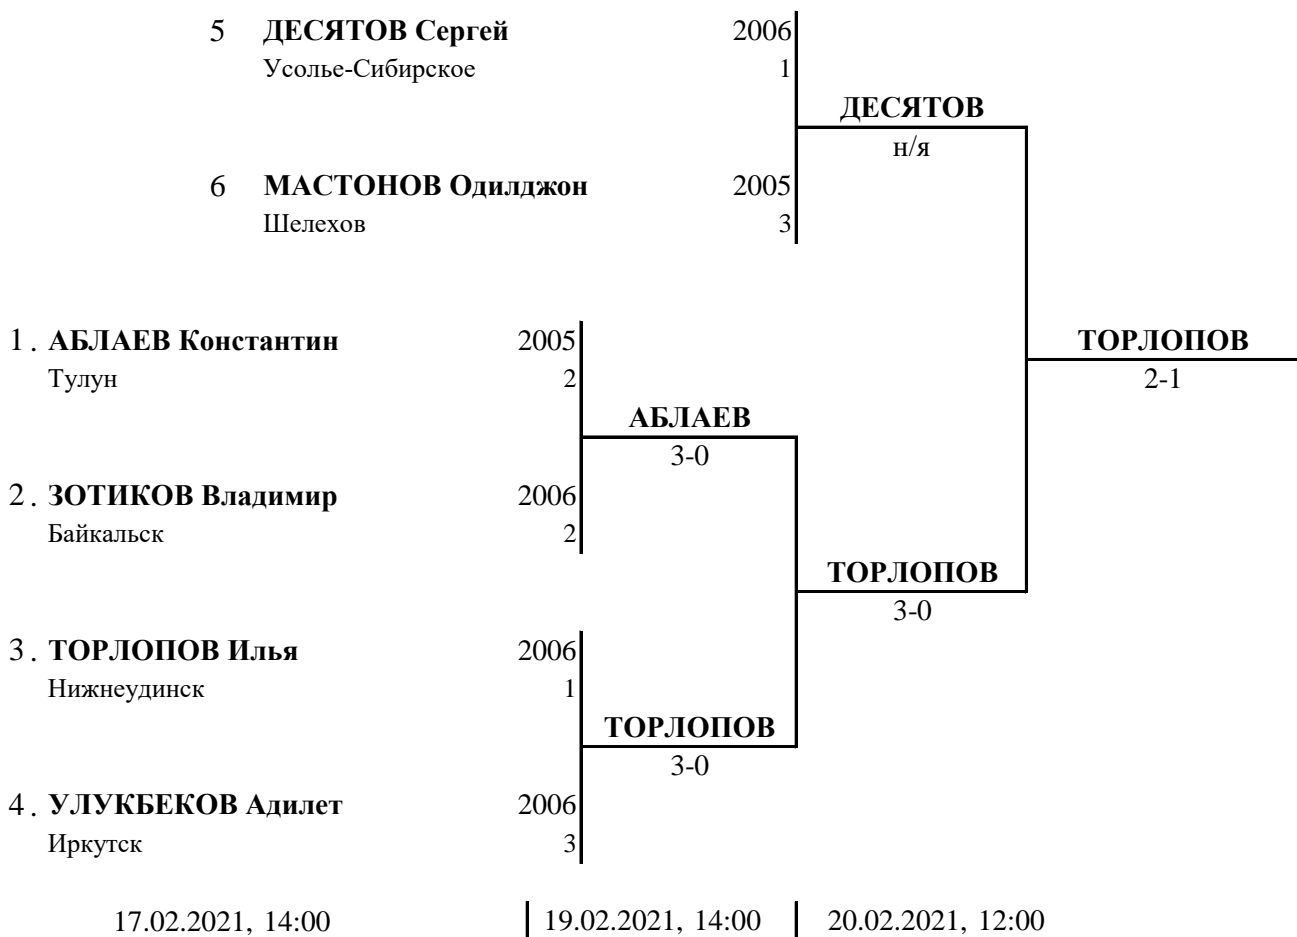 5 ДЕСЯТОВ Сергей 2006
Усолье-Сибирское 1
ДЕСЯТОВ
н/я
6 МАСТОНОВ Одилджон 2005
Шелехов 3
1. АБЛАЕВ Константин 2005
ТОРЛОПОВ
Тулун 2
2-1
АБЛАЕВ
3-0
2. ЗОТИКОВ Владимир 2006
Байкальск 2
ТОРЛОПОВ
3-0
3. ТОРЛОПОВ Илья 2006
Нижнеудинск 1
ТОРЛОПОВ
3-0
4. УЛУКБЕКОВ Адилет 2006
Иркутск 3
17.02.2021, 14:00 19.02.2021, 14:00 20.02.2021, 12:00